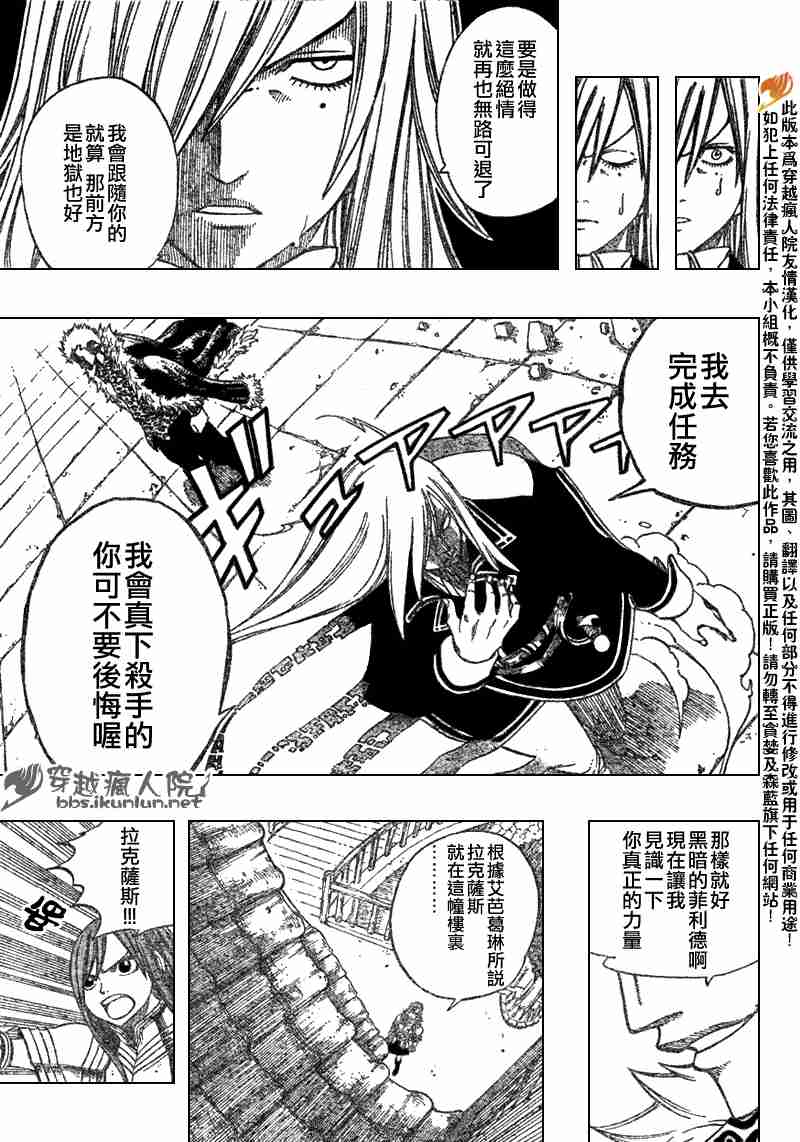 要是做得
這麼絕情
就再也無路可退了
我會跟隨你的
就算 那前方
是地獄也好
我去
完成任務
我會真下殺手的
你可不要後悔喔
那樣就好
黑暗的菲利德啊
現在讓我
見識一下
你真正的力量
根據艾芭葛琳所說
拉克薩斯
就在這幢樓裏
…………
拉克薩斯!!!
此版本爲穿越瘋人院友情漢化，僅供學習交流之用，其圖、翻譯以及任何部分不得進行修改或用于任何商業用途！
如犯上任何法律責任，本小組概不負責。若您喜歡此作品，請購買正版！請勿轉至貪婪及森藍旗下任何網站！
穿越瘋人院
bbs.ikunlun.net